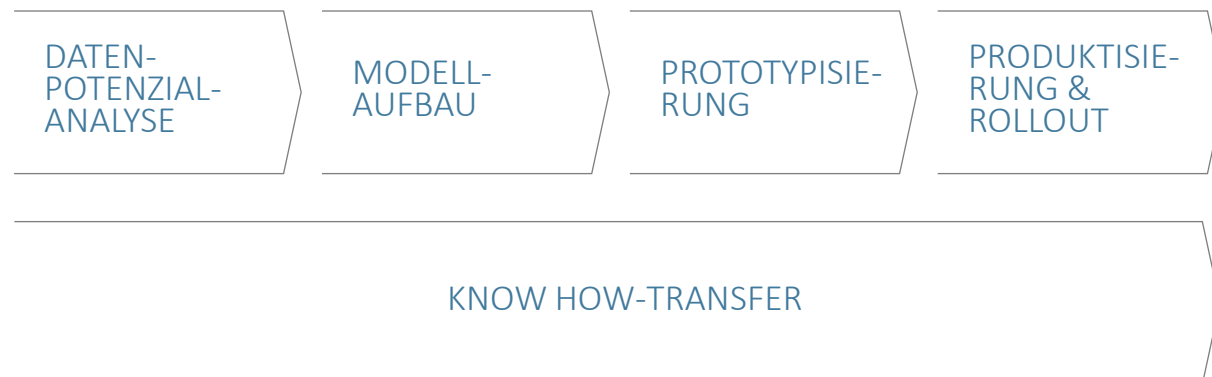 DATEN-
POTENZIAL-
ANALYSE
MODELL-
AUFBAU
PROTOTYPISIE-
RUNG
PRODUKTISIE-
RUNG &
ROLLOUT
KNOW HOW-TRANSFER